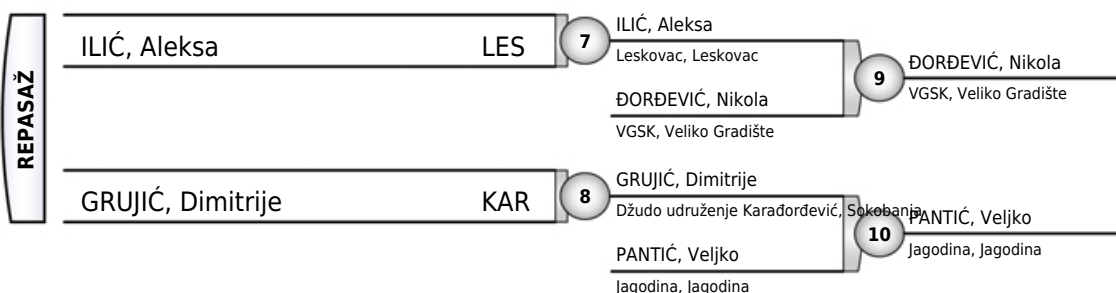 REPASAŽ
ILIĆ, Aleksa LES
7
ILIĆ, Aleksa
Leskovac, Leskovac
ĐORĐEVIĆ, Nikola
VGSK, Veliko Gradište
9
ĐORĐEVIĆ, Nikola
VGSK, Veliko Gradište
GRUJIĆ, Dimitrije KAR
8
GRUJIĆ, Dimitrije
Džudo udruženje Karađorđević, Sokobanja
PANTIĆ, Veljko
Jagodina, Jagodina
10
PANTIĆ, Veljko
Jagodina, Jagodina